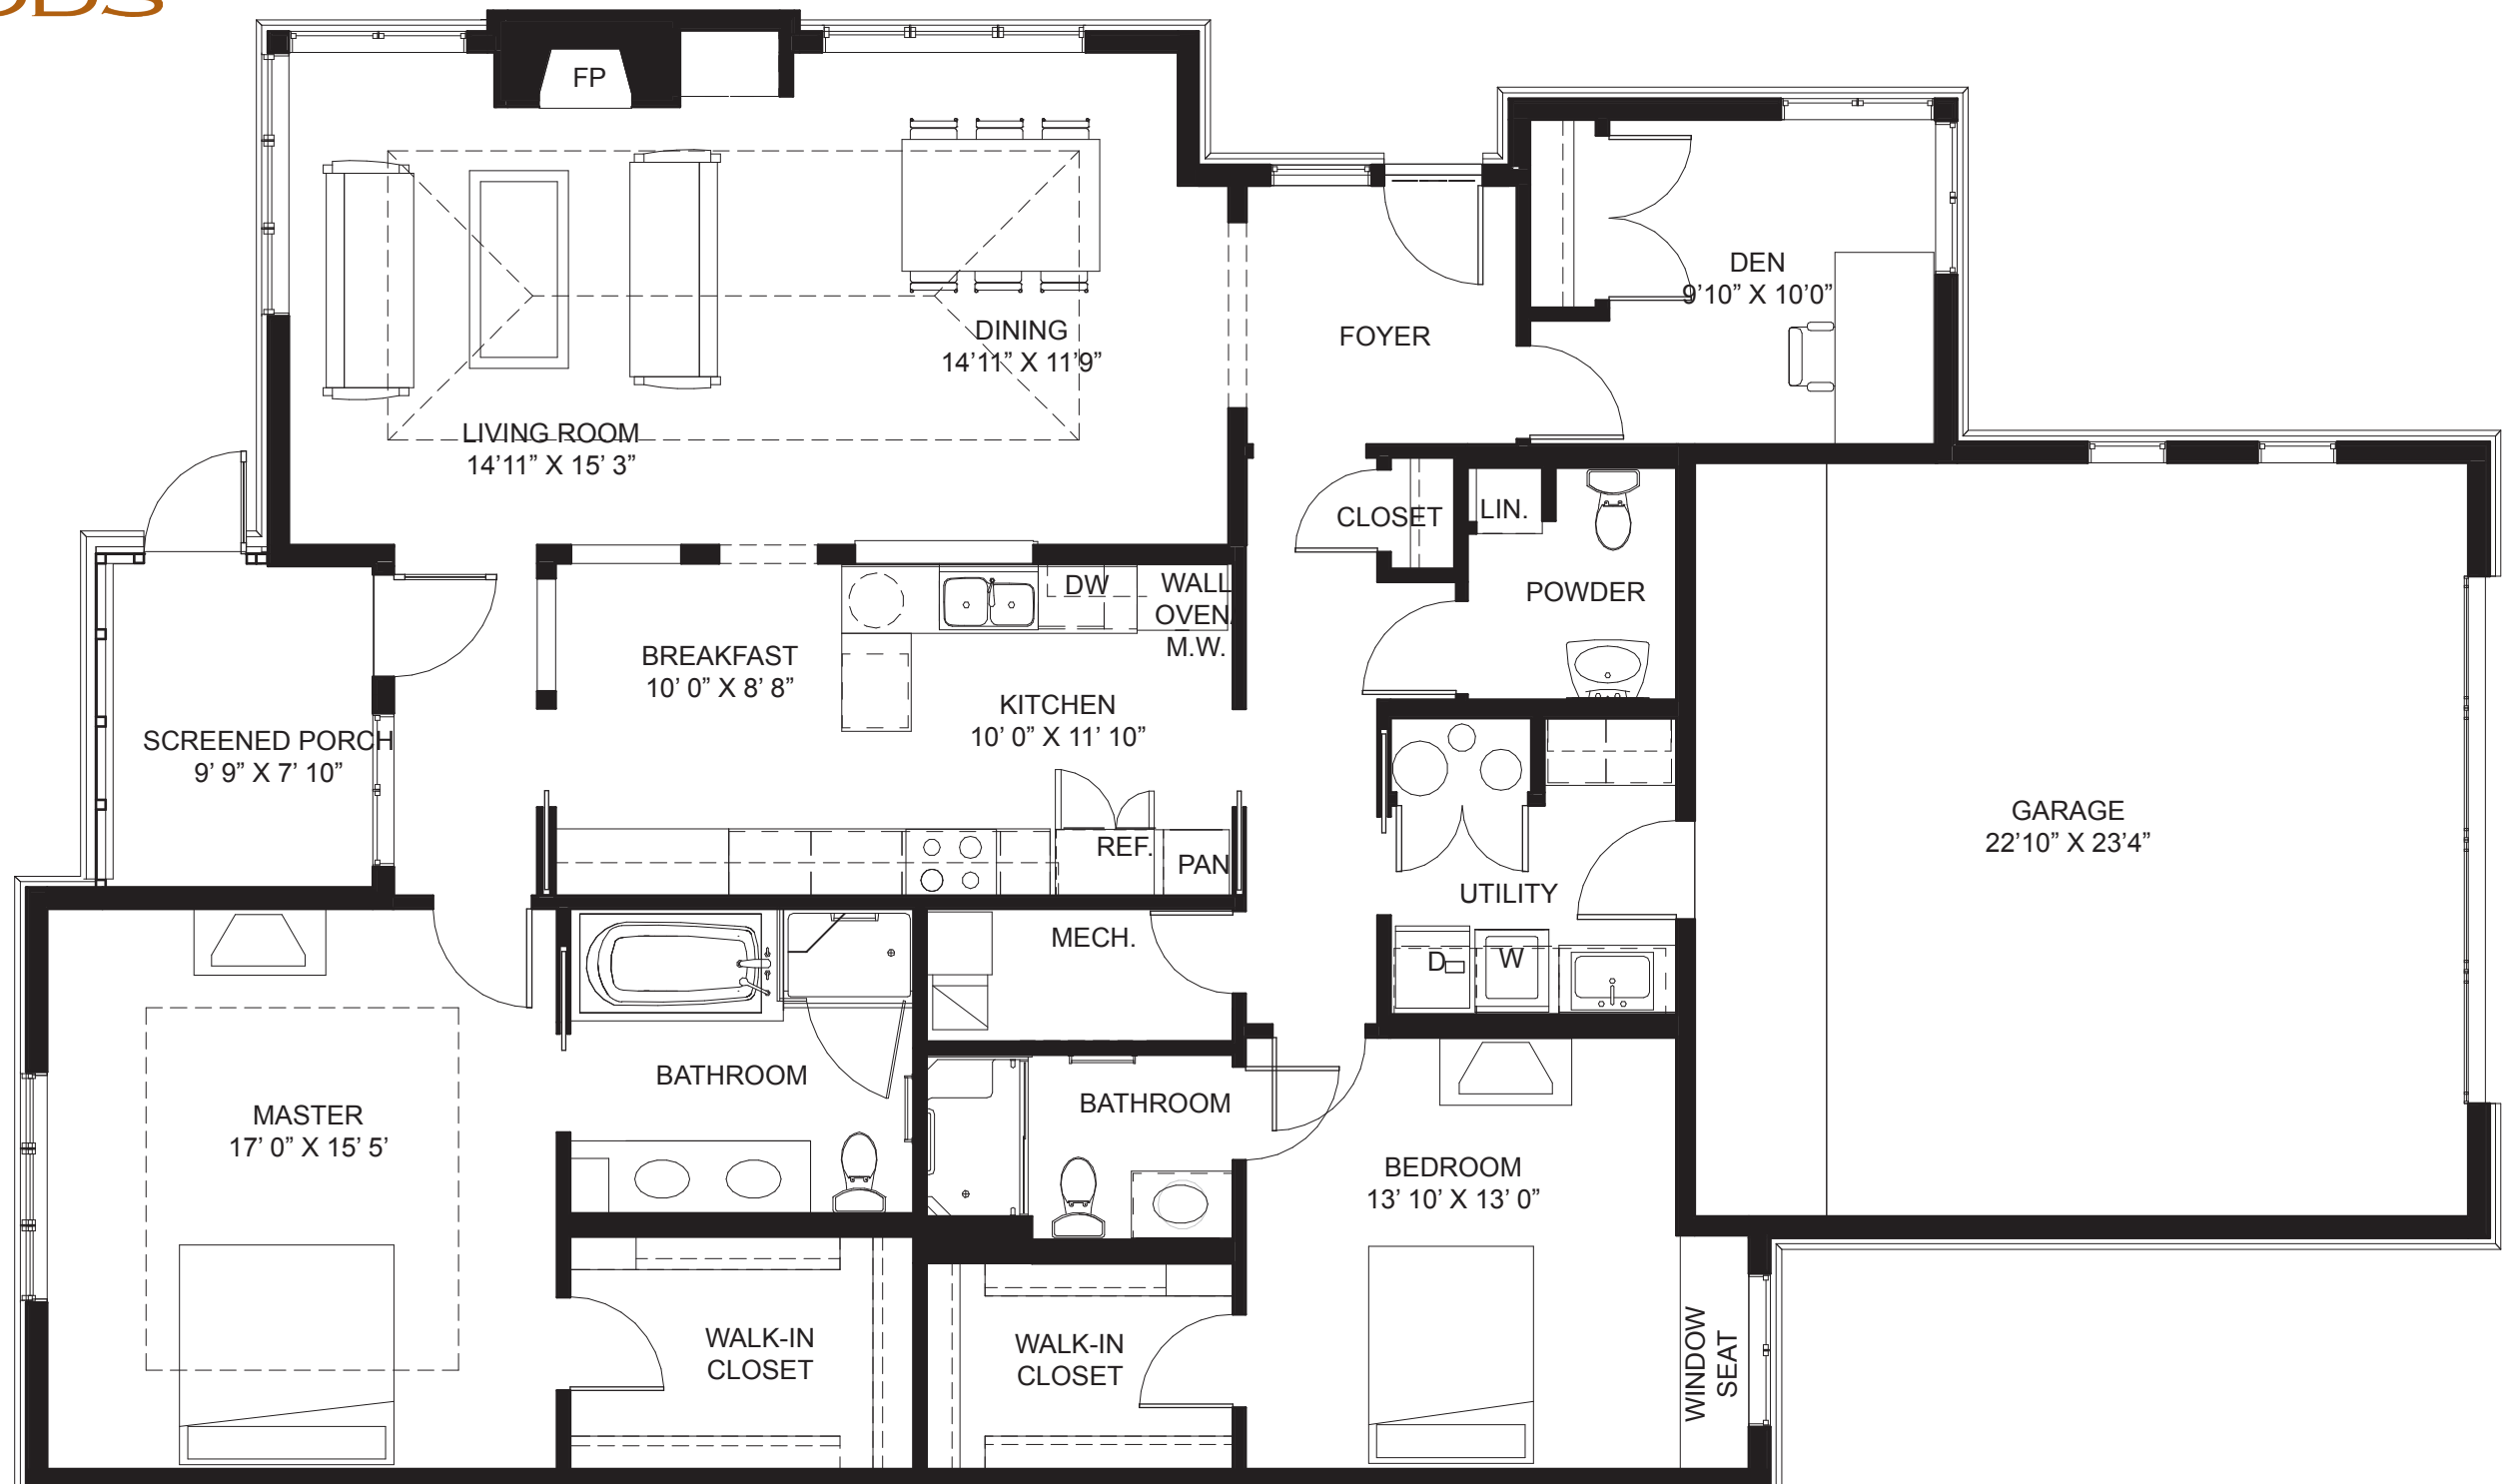 FP
DEN
9’10” X 10’0”
DINING
14’11” X 11’9”
FOYER
LIVING ROOM
14’11” X 15’ 3”
CLOSET
LIN.
DW
WALL
OVEN/
M.W.
POWDER
BREAKFAST
10’ 0” X 8’ 8”
KITCHEN
10’ 0” X 11’ 10”
SCREENED PORCH
9’ 9” X 7’ 10”
GARAGE
22’10” X 23’4”
REF.
PAN
UTILITY
MECH.
D
W
BATHROOM
BATHROOM
MASTER
17’ 0” X 15’ 5’
BEDROOM
13’ 10’ X 13’ 0”
WALK-IN
CLOSET
WALK-IN
CLOSET
WINDOW
SEAT